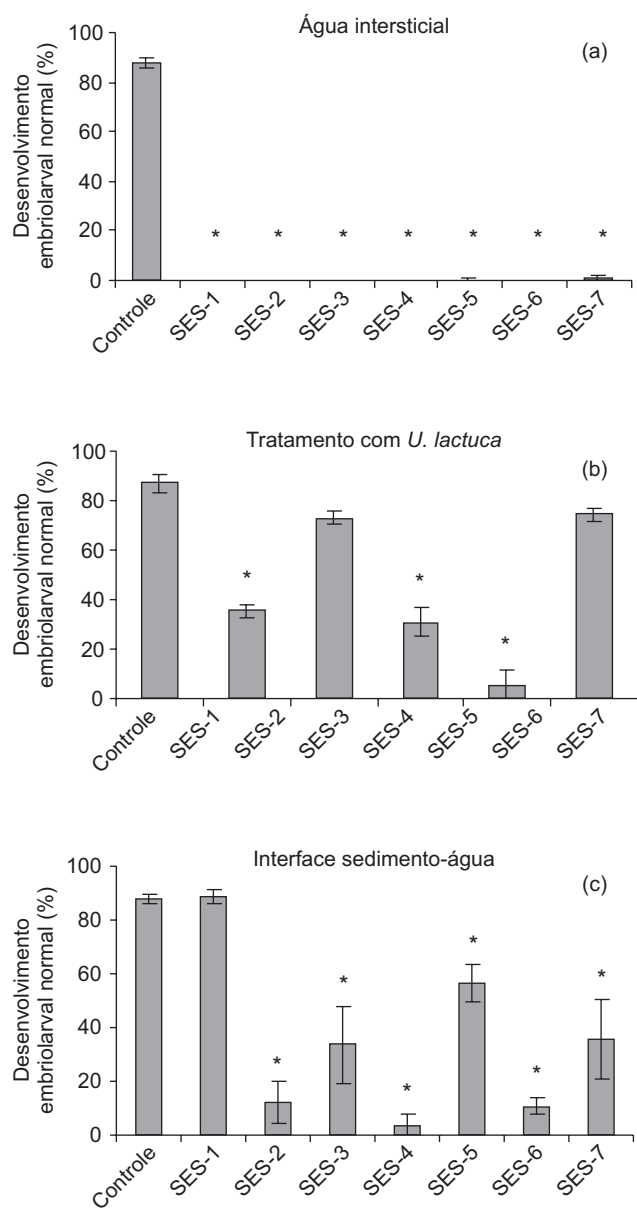 Água intersticial
(a)
Desenvolvimento
embriolarval normal (%)
100
80
60
40
20
0
* * * * * * *
Controle
SES-1
SES-2
SES-3
SES-4
SES-5
SES-6
SES-7
Tratamento com U. lactuca
(b)
Desenvolvimento
embriolarval normal (%)
100
80
60
40
20
0
* * *
Controle
SES-1
SES-2
SES-3
SES-4
SES-5
SES-6
SES-7
Interface sedimento-água
(c)
Desenvolvimento
embriolarval normal (%)
100
80
60
40
20
0
* * * * * *
Controle
SES-1
SES-2
SES-3
SES-4
SES-5
SES-6
SES-7